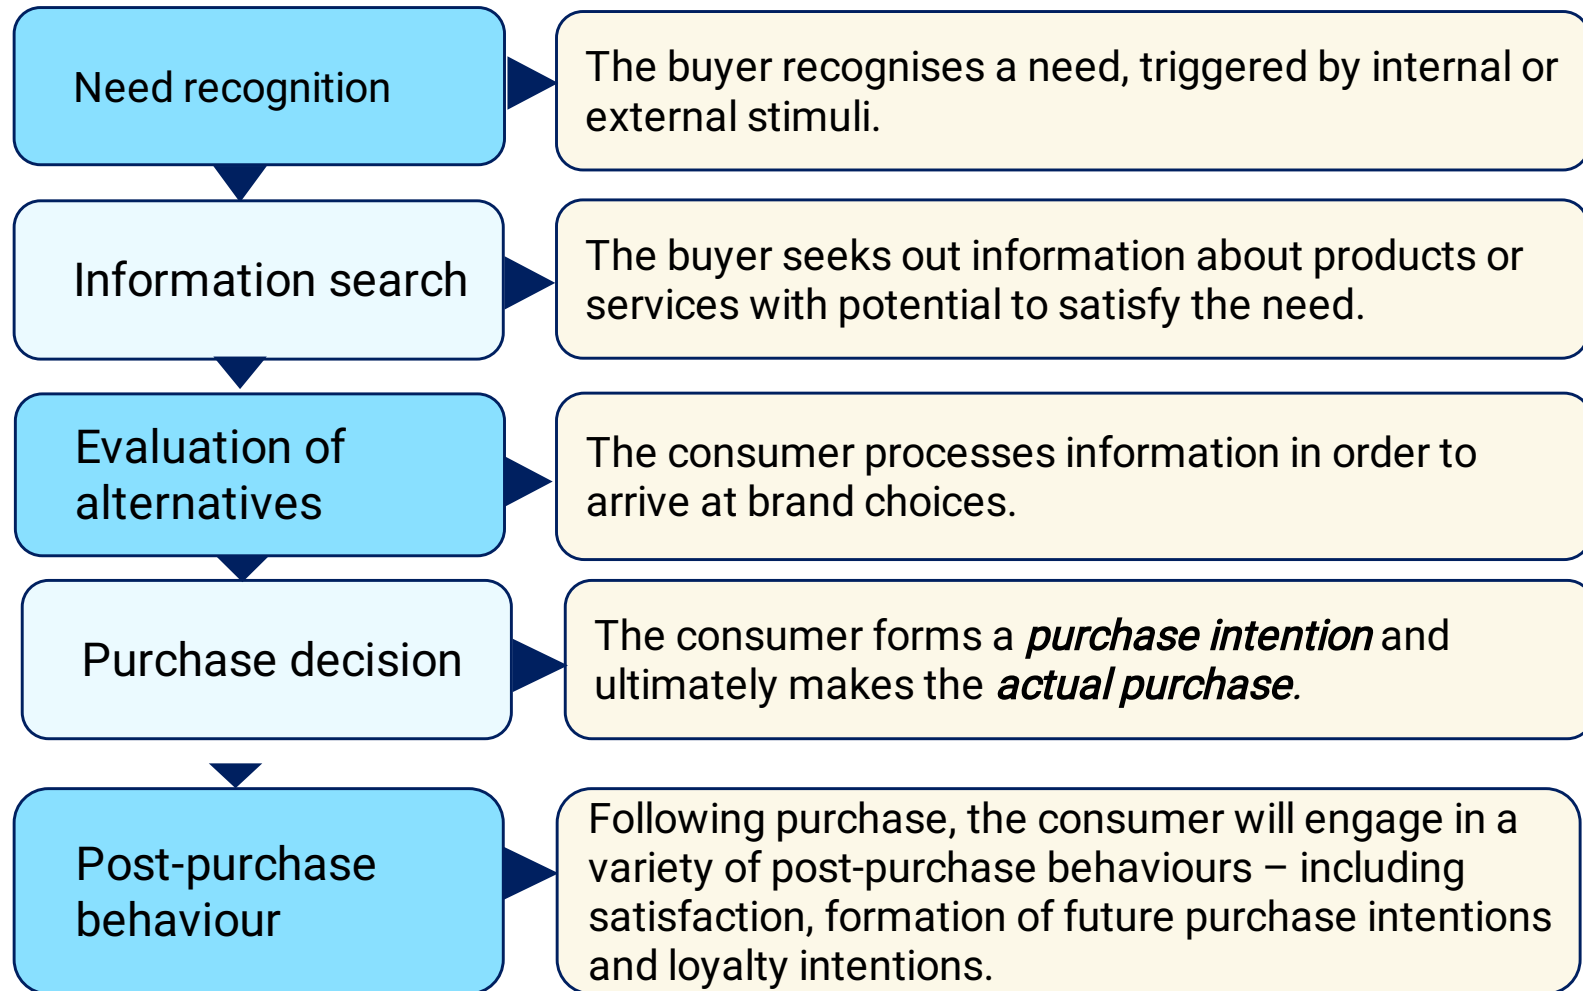 Need recognition
The buyer recognises a need, triggered by internal or
external stimuli.
Information search
The buyer seeks out information about products or
services with potential to satisfy the need.
Evaluation of
alternatives
The consumer processes information in order to
arrive at brand choices.
Purchase decision
The consumer forms a purchase intention and
ultimately makes the actual purchase.
Post-purchase
behaviour
Following purchase, the consumer will engage in a
variety of post-purchase behaviours – including
satisfaction, formation of future purchase intentions
and loyalty intentions.